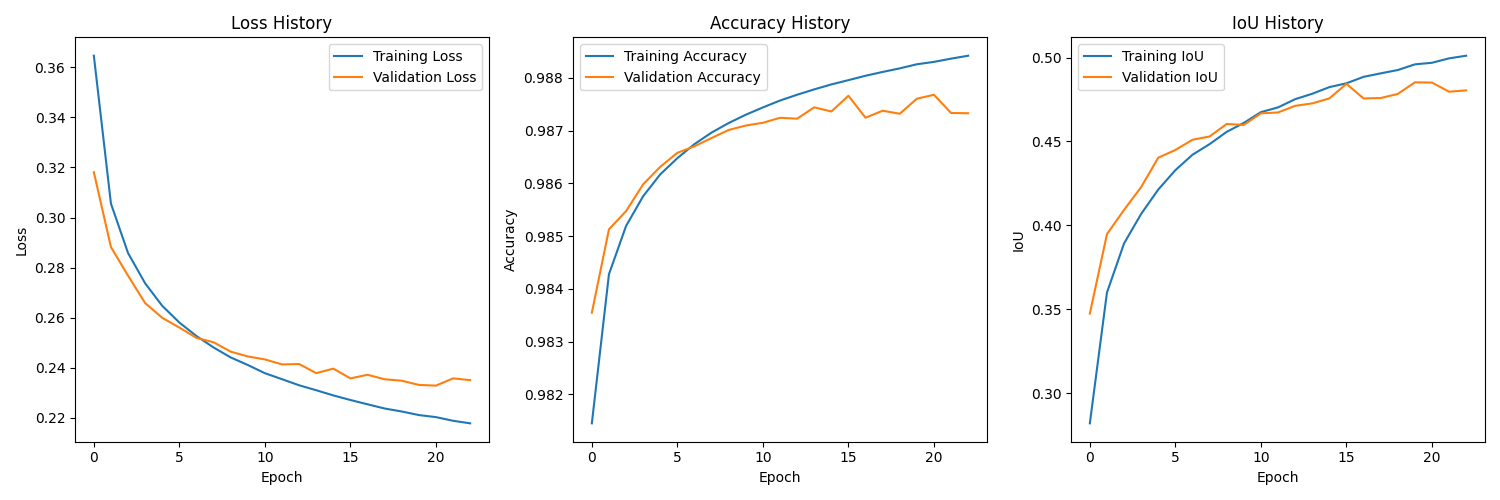 Loss History
Training Loss
Validation Loss
0.36
0.34
0.32
0.30
0.28
0.26
0.24
0.22
Loss
0
5
10
15
20
Epoch
Accuracy History
Training Accuracy
Validation Accuracy
0.988
0.987
0.986
0.985
0.984
0.983
0.982
Accuracy
0
5
10
15
20
Epoch
IoU History
Training IoU
Validation IoU
0.50
0.45
0.40
0.35
0.30
IoU
0
5
10
15
20
Epoch